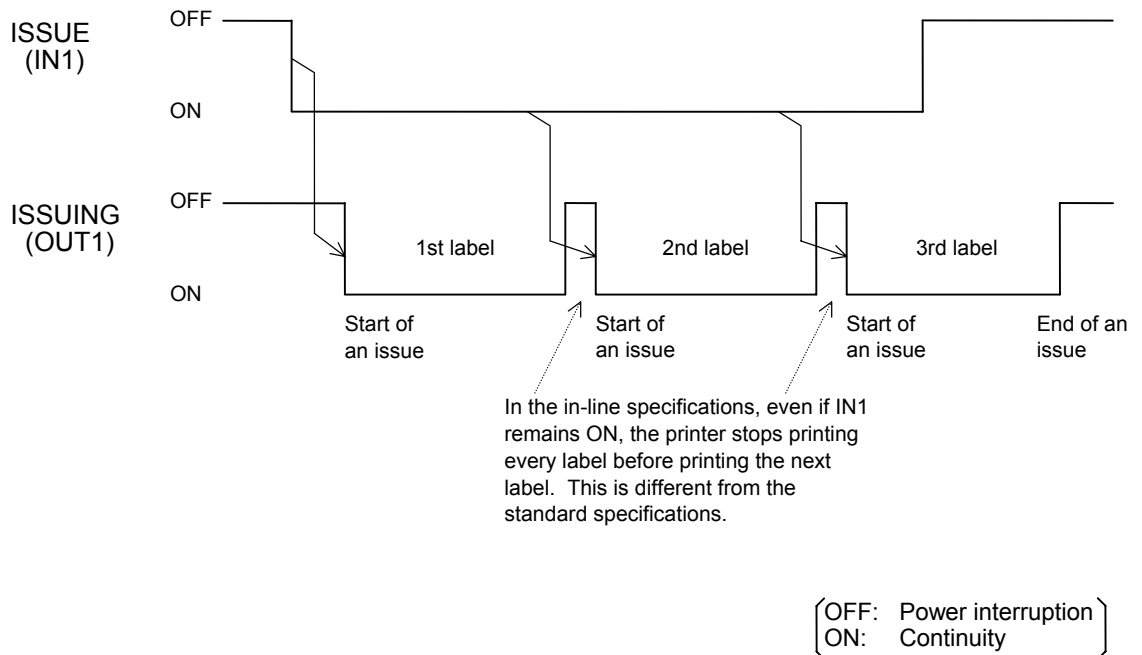 ISSUE
(IN1)
OFF
ON
ISSUING
(OUT1)
OFF
ON
1st label
2nd label
3rd label
Start of
an issue
Start of
an issue
Start of
an issue
End of an
issue
In the in-line specifications, even if IN1
remains ON, the printer stops printing
every label before printing the next
label. This is different from the
standard specifications.
OFF: Power interruption
ON: Continuity